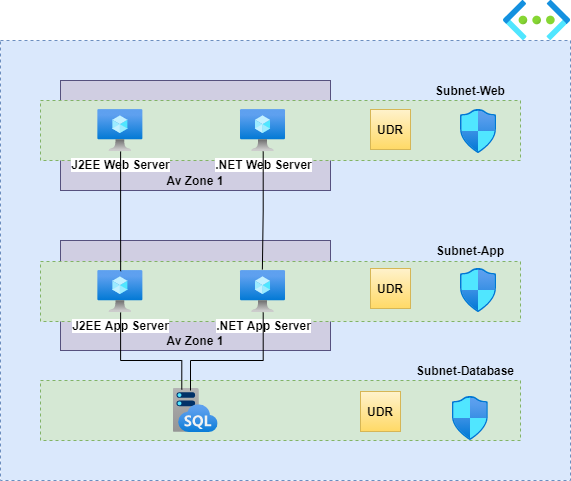 Subnet-Web
UDR
J2EE Web Server
.NET Web Server
Av Zone 1
Subnet-App
UDR
J2EE App Server
.NET App Server
Av Zone 1
Subnet-Database
UDR
SQL